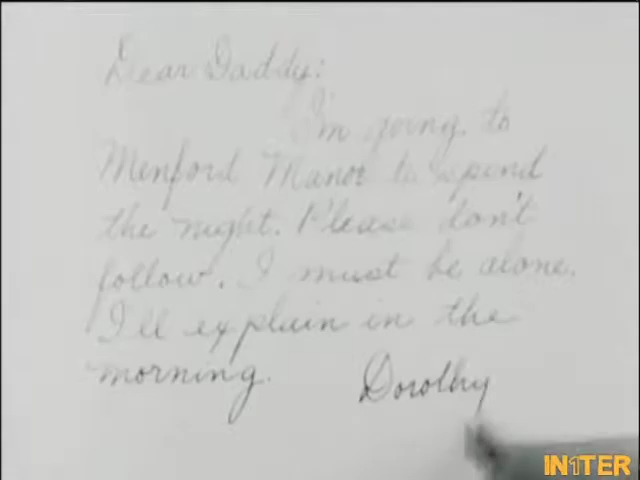 Dear Daddy:
I'm going to
Menford Manor to spend
the night. Please don't
follow. I must be alone.
I'll explain in the
morning.
Dorothy
IN1TER